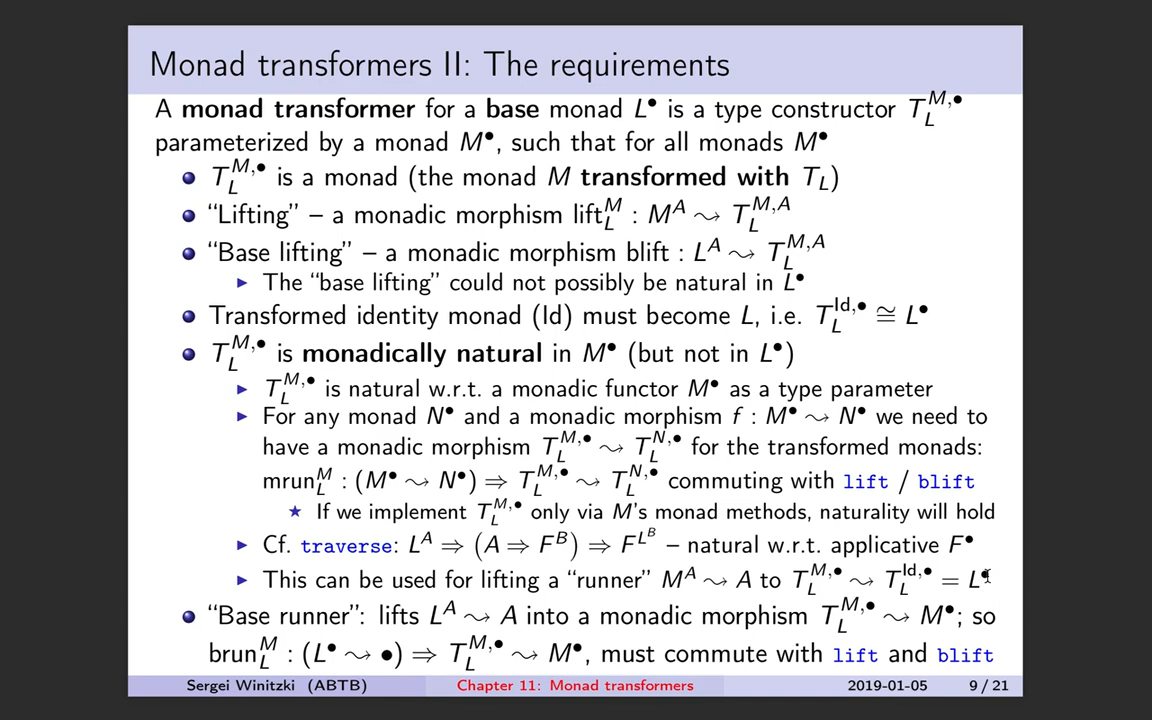 Monad transformers II: The requirements
A monad transformer for a base monad L• is a type constructor T_L^{M,•}
parameterized by a monad M•, such that for all monads M•
● T_L^{M,•} is a monad (the monad M transformed with T_L)
● “Lifting” – a monadic morphism lift_L^M : M^A ⇝ T_L^{M,A}
● “Base lifting” – a monadic morphism blift : L^A ⇝ T_L^{M,A}
▶ The “base lifting” could not possibly be natural in L•
● Transformed identity monad (Id) must become L, i.e. T_L^{Id,•} ≅ L•
● T_L^{M,•} is monadically natural in M• (but not in L•)
▶ T_L^{M,•} is natural w.r.t. a monadic functor M• as a type parameter
▶ For any monad N• and a monadic morphism f : M• ⇝ N• we need to
have a monadic morphism T_L^{M,•} ⇝ T_L^{N,•} for the transformed monads:
mrun_L^M : (M• ⇝ N•) ⇒ T_L^{M,•} ⇝ T_L^{N,•} commuting with lift / blift
★ If we implement T_L^{M,•} only via M's monad methods, naturality will hold
▶ Cf. traverse: L^A ⇒ (A ⇒ F^B) ⇒ F^{L^B} – natural w.r.t. applicative F•
▶ This can be used for lifting a “runner” M^A ⇝ A to T_L^{M,•} ⇝ T_L^{Id,•} = L•
● “Base runner”: lifts L^A ⇝ A into a monadic morphism T_L^{M,•} ⇝ M•; so
brun_L^M : (L• ⇝ •) ⇒ T_L^{M,•} ⇝ M•, must commute with lift and blift
Sergei Winitzki (ABTB) Chapter 11: Monad transformers 2019-01-05 9 / 21